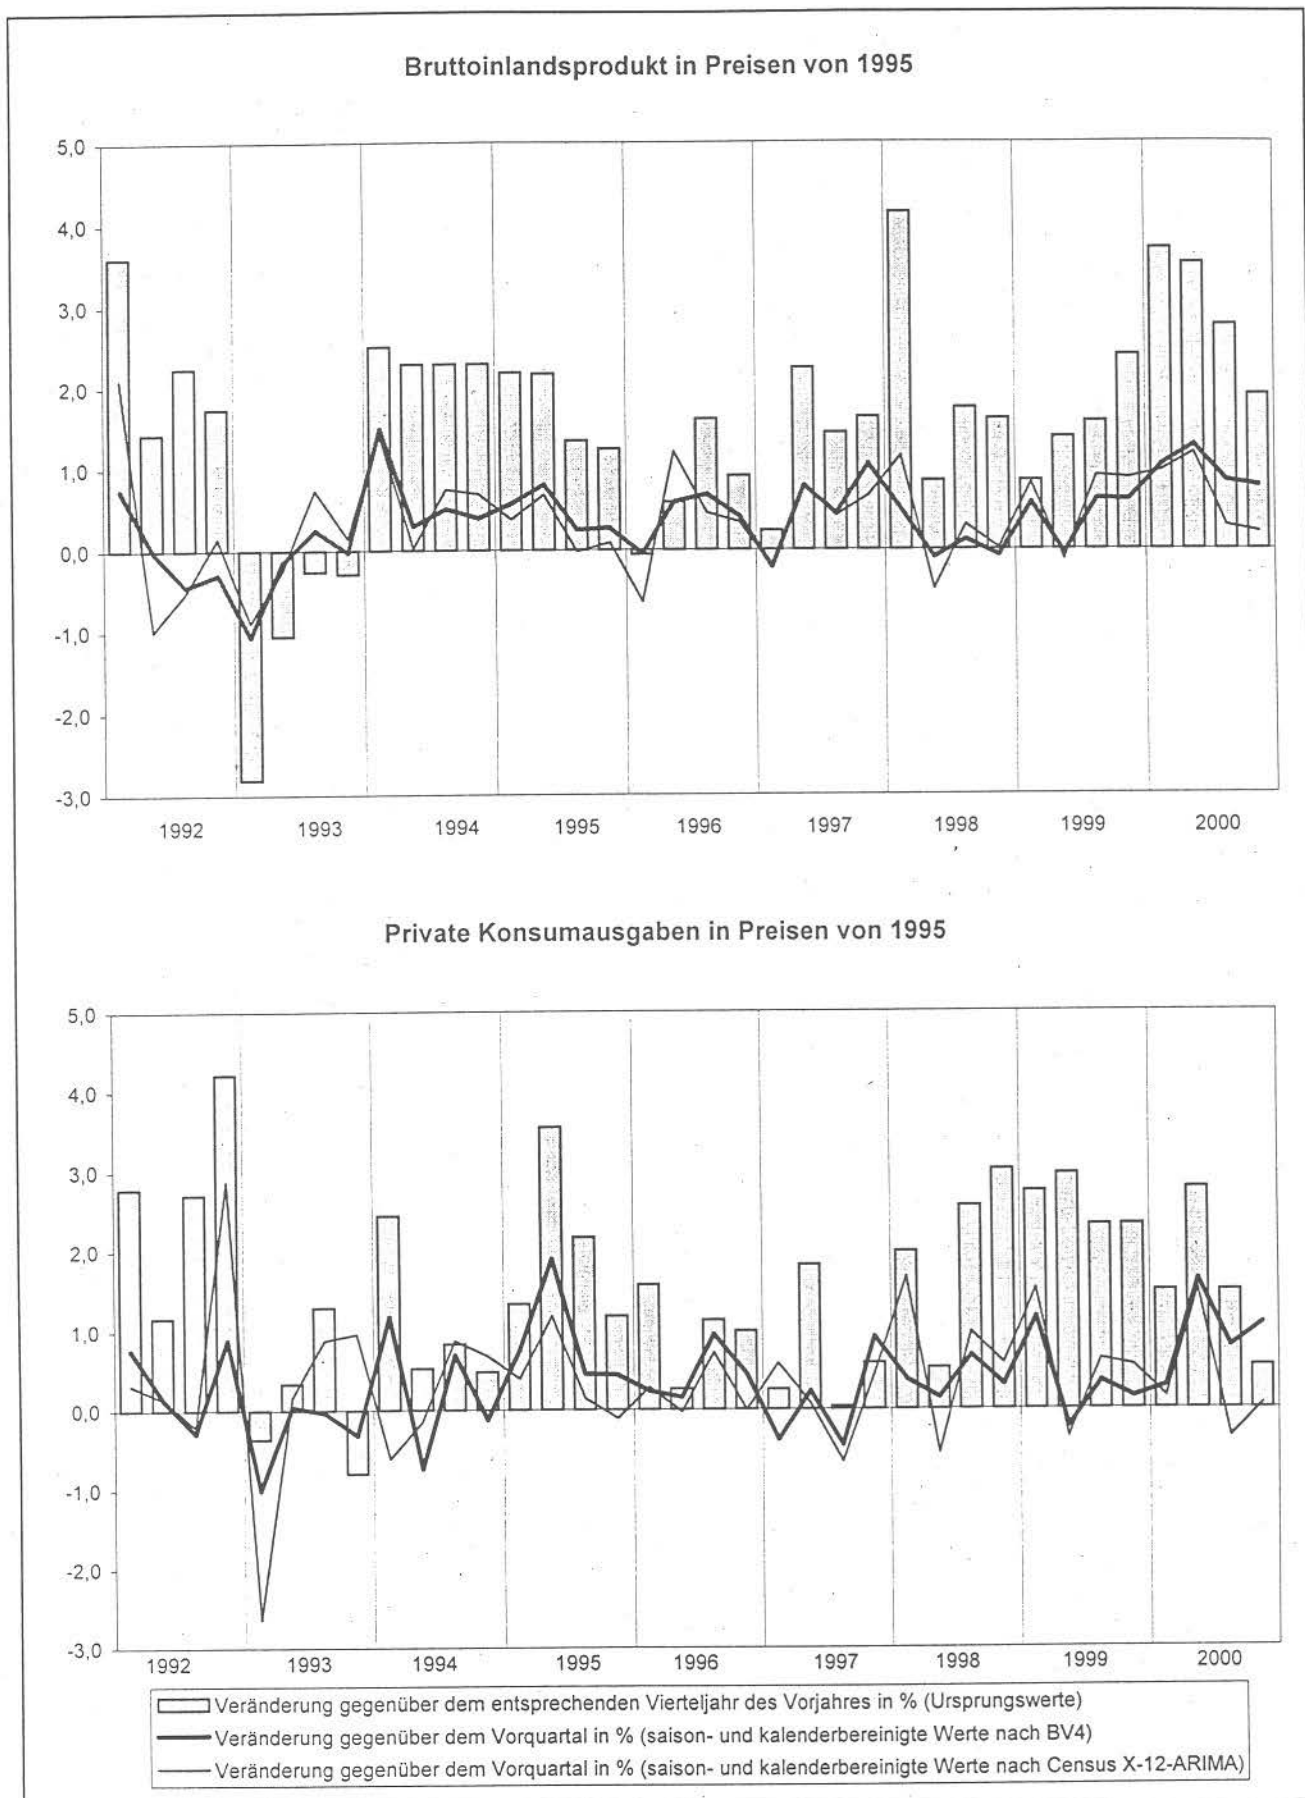 Bruttoinlandsprodukt in Preisen von 1995
5,0
4,0
3,0
2,0
1,0
0,0
-1,0
-2,0
-3,0
1992 1993 1994 1995 1996 1997 1998 1999 2000
Private Konsumausgaben in Preisen von 1995
5,0
4,0
3,0
2,0
1,0
0,0
-1,0
-2,0
-3,0
1992 1993 1994 1995 1996 1997 1998 1999 2000
Veränderung gegenüber dem entsprechenden Vierteljahr des Vorjahres in % (Ursprungswerte)
Veränderung gegenüber dem Vorquartal in % (saison- und kalenderbereinigte Werte nach BV4)
Veränderung gegenüber dem Vorquartal in % (saison- und kalenderbereinigte Werte nach Census X-12-ARIMA)